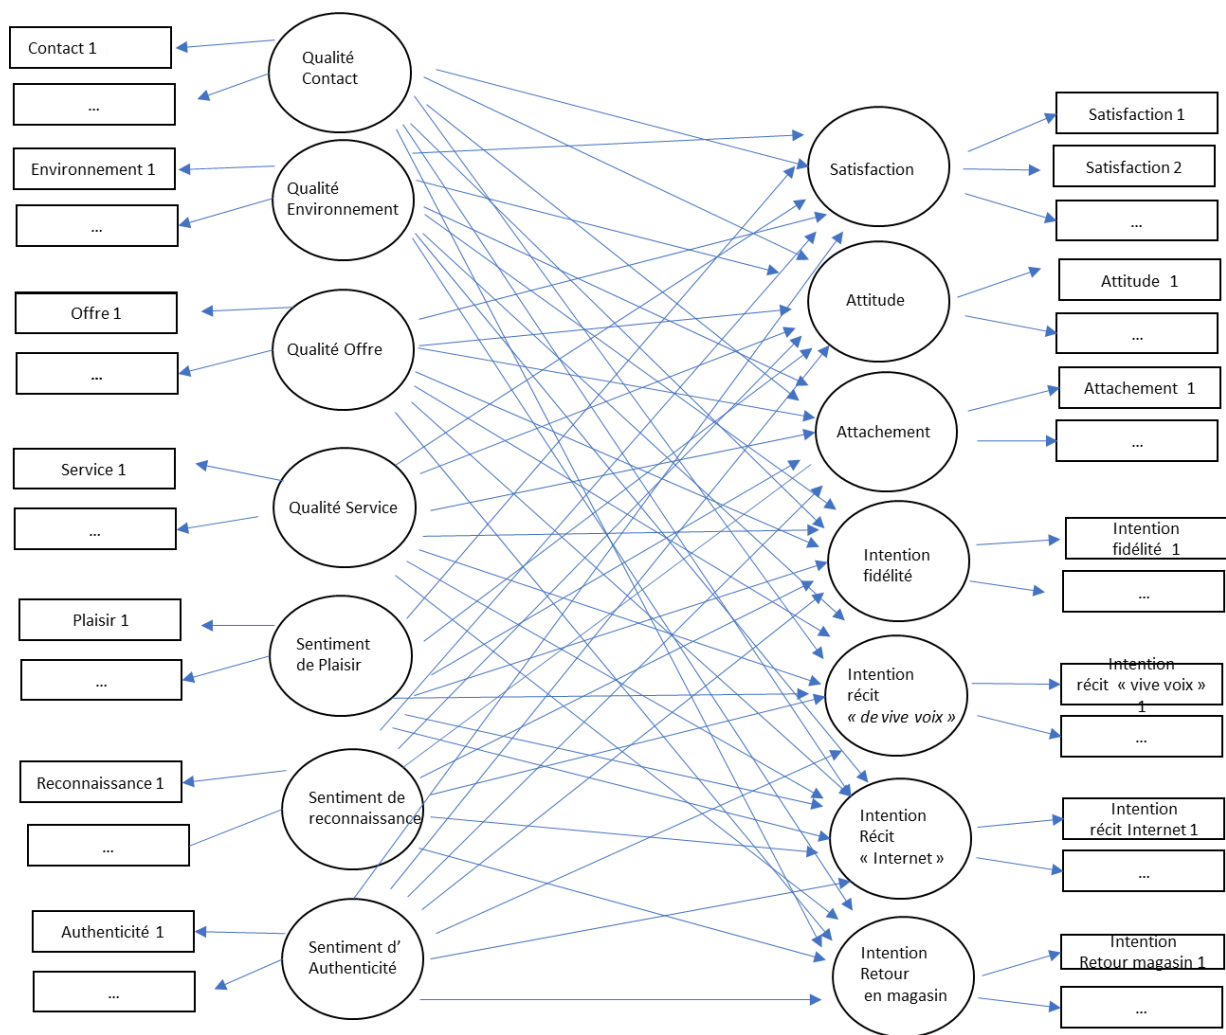 Contact 1
...
Environnement 1
...
Offre 1
...
Service 1
...
Plaisir 1
...
Reconnaissance 1
...
Authenticité 1
...
Qualité
Contact
Qualité
Environnement
Qualité Offre
Qualité Service
Sentiment
de Plaisir
Sentiment de
reconnaissance
Sentiment d’
Authenticité
Satisfaction
Attitude
Attachement
Intention
fidélité
Intention
récit
« de vive voix »
Intention
Récit
« Internet »
Intention
Retour
en magasin
Satisfaction 1
Satisfaction 2
...
Attitude 1
...
Attachement 1
...
Intention
fidélité 1
...
Intention
récit « vive voix »
1
...
Intention
récit Internet 1
...
Intention
Retour magasin 1
...